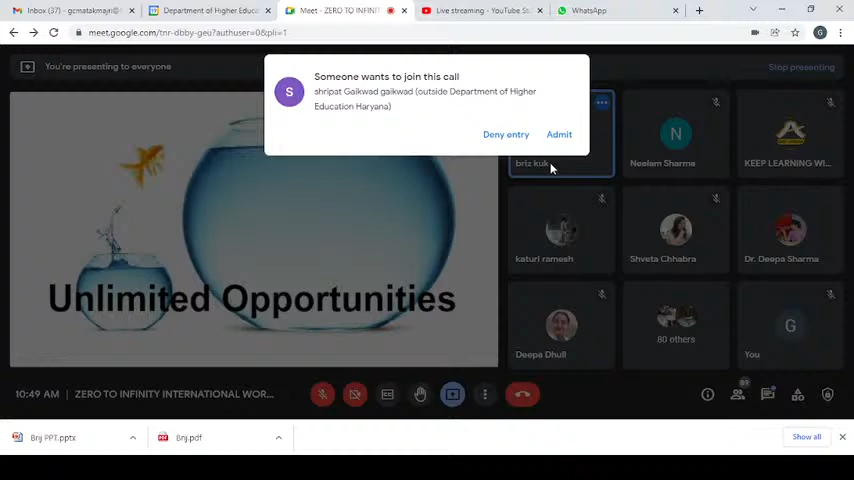 Inbox (37) - gcmatakmajri@
Department of Higher Educa
Meet - ZERO TO INFINIT
Live streaming - YouTube St
WhatsApp
meet.google.com/tnr-dbby-geu?authuser=0&pli=1
G
You're presenting to everyone
Stop presenting
Someone wants to join this call
S
shripat Gaikwad gaikwad (outside Department of Higher
Education Haryana)
Deny entry Admit
briz kuk
N
Neelam Sharma
KEEP LEARNING WI...
katuri ramesh
Shveta Chhabra
Dr. Deepa Sharma
Unlimited Opportunities
Deepa Dhull
80 others
G
You
10:49 AM | ZERO TO INFINITY INTERNATIONAL WOR...
89
Brij PPT.pptx
Brij.pdf
Show all